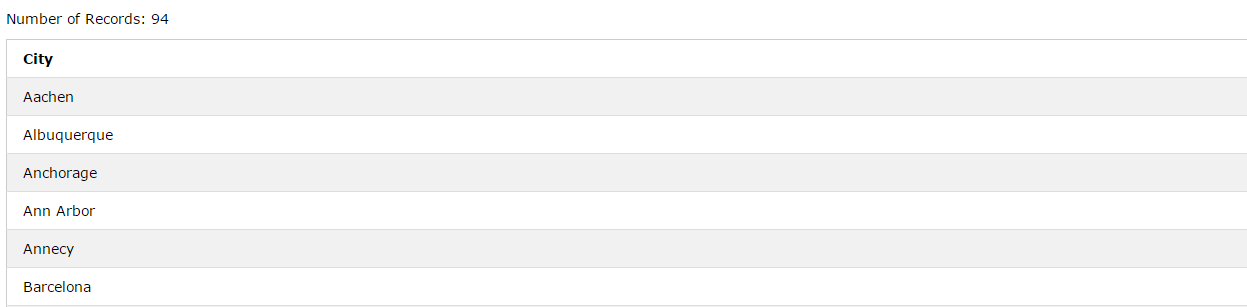 Number of Records: 94
City
Aachen
Albuquerque
Anchorage
Ann Arbor
Annecy
Barcelona